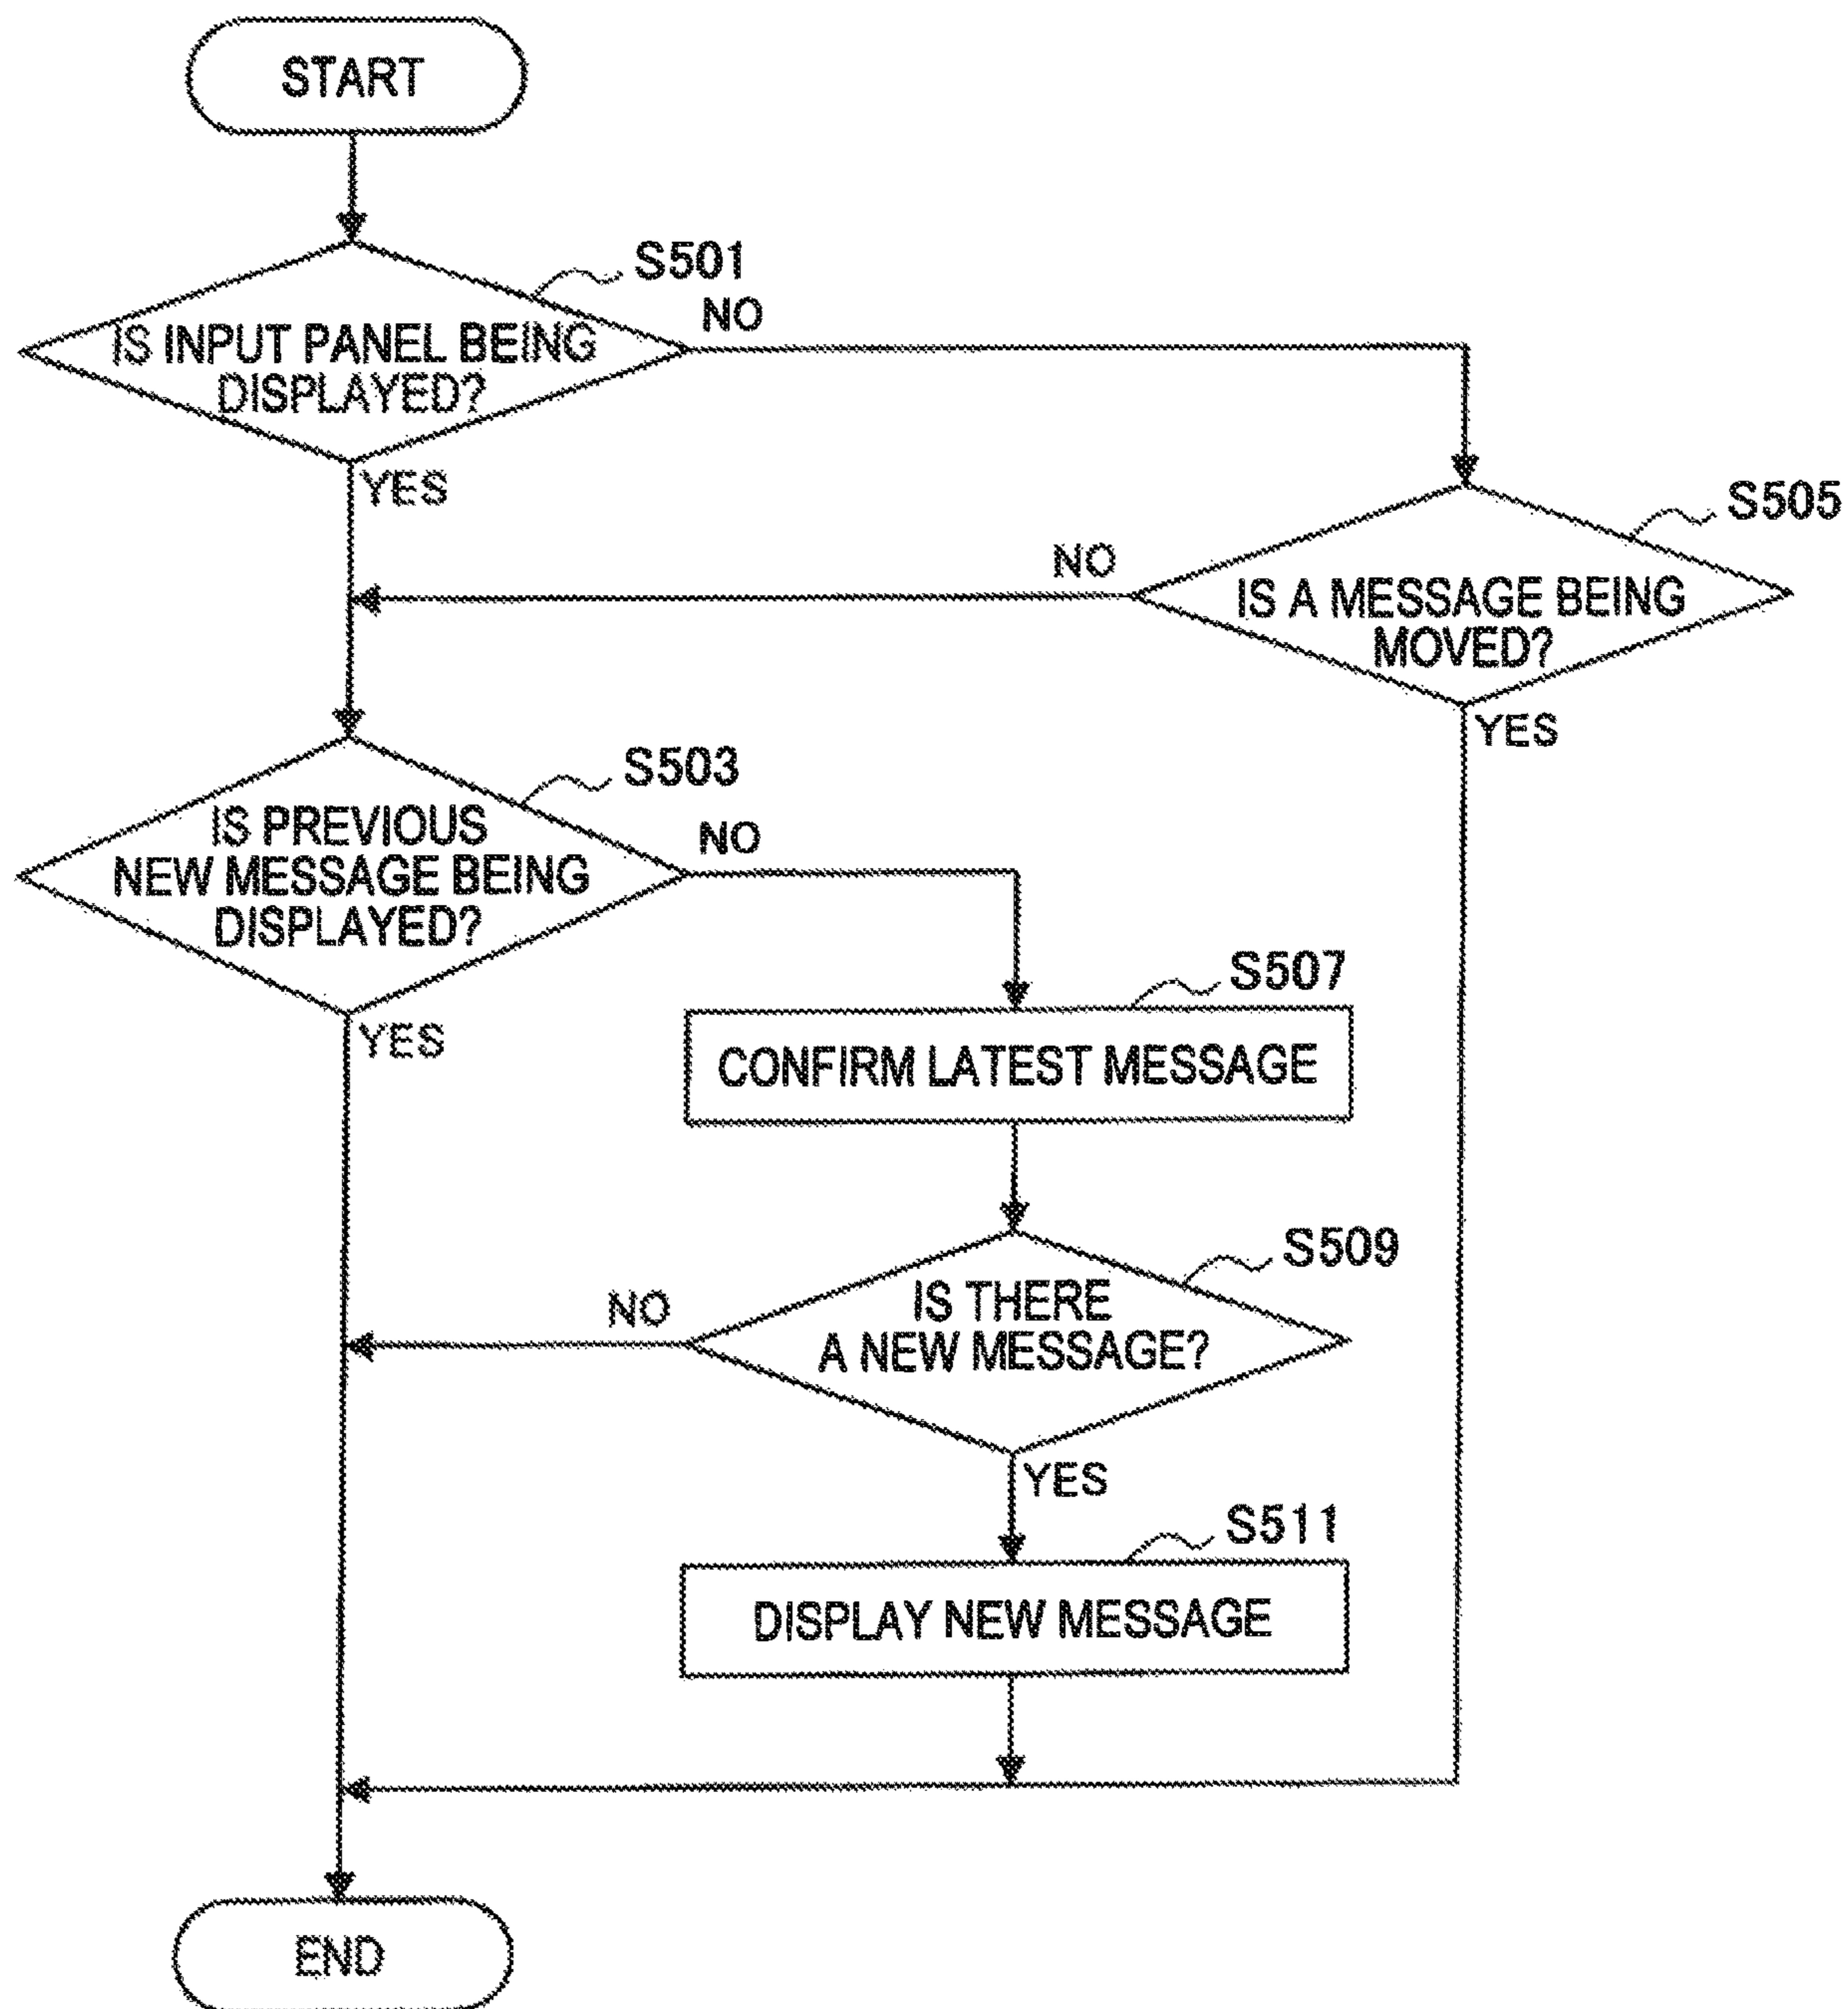 START
S501
NO
IS INPUT PANEL BEING
DISPLAYED?
YES
S505
NO
IS A MESSAGE BEING
MOVED?
YES
S503
IS PREVIOUS
NEW MESSAGE BEING
DISPLAYED?
NO
YES
S507
CONFIRM LATEST MESSAGE
S509
IS THERE
A NEW MESSAGE?
NO
YES
S511
DISPLAY NEW MESSAGE
END